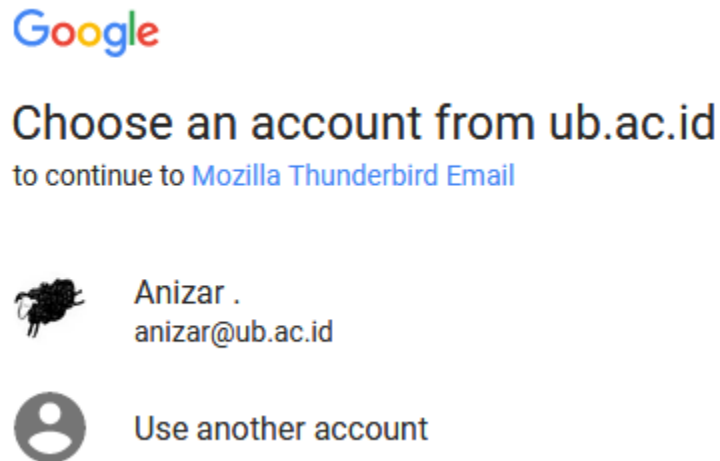 Google
Choose an account from ub.ac.id
to continue to Mozilla Thunderbird Email
Anizar .
anizar@ub.ac.id
Use another account